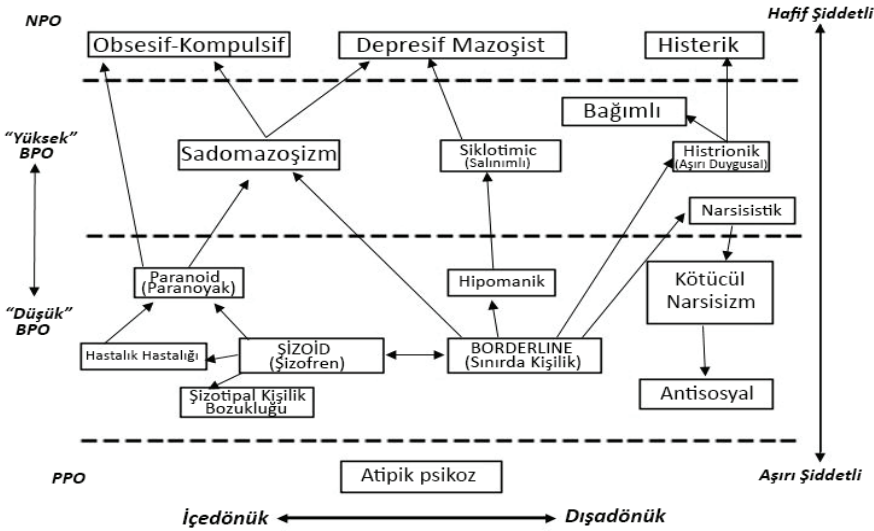 NPO
Hafif Şiddetli
Obsesif-Kompulsif
Depresif Mazoşist
Histerik
Bağımlı
"Yüksek"
BPO
Sadomazoşizm
Siklotimic
(Salınımlı)
Histrionik
(Aşırı Duygusal)
Narsisistik
Paranoid
(Paranoyak)
Hipomanik
Kötücül
Narsisizm
"Düşük"
BPO
Hastalık Hastalığı
ŞİZOİD
(Şizofren)
BORDERLINE
(Sınırda Kişilik)
Şizotipal Kişilik
Bozukluğu
Antisosyal
PPO
Atipik psikoz
Aşırı Şiddetli
İçedönük
Dışadönük